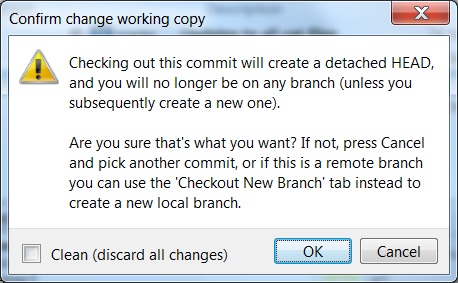 Confirm change working copy
Checking out this commit will create a detached HEAD,
and you will no longer be on any branch (unless you
subsequently create a new one).
Are you sure that's what you want? If not, press Cancel
and pick another commit, or if this is a remote branch
you can use the 'Checkout New Branch' tab instead to
create a new local branch.
Clean (discard all changes)
OK
Cancel